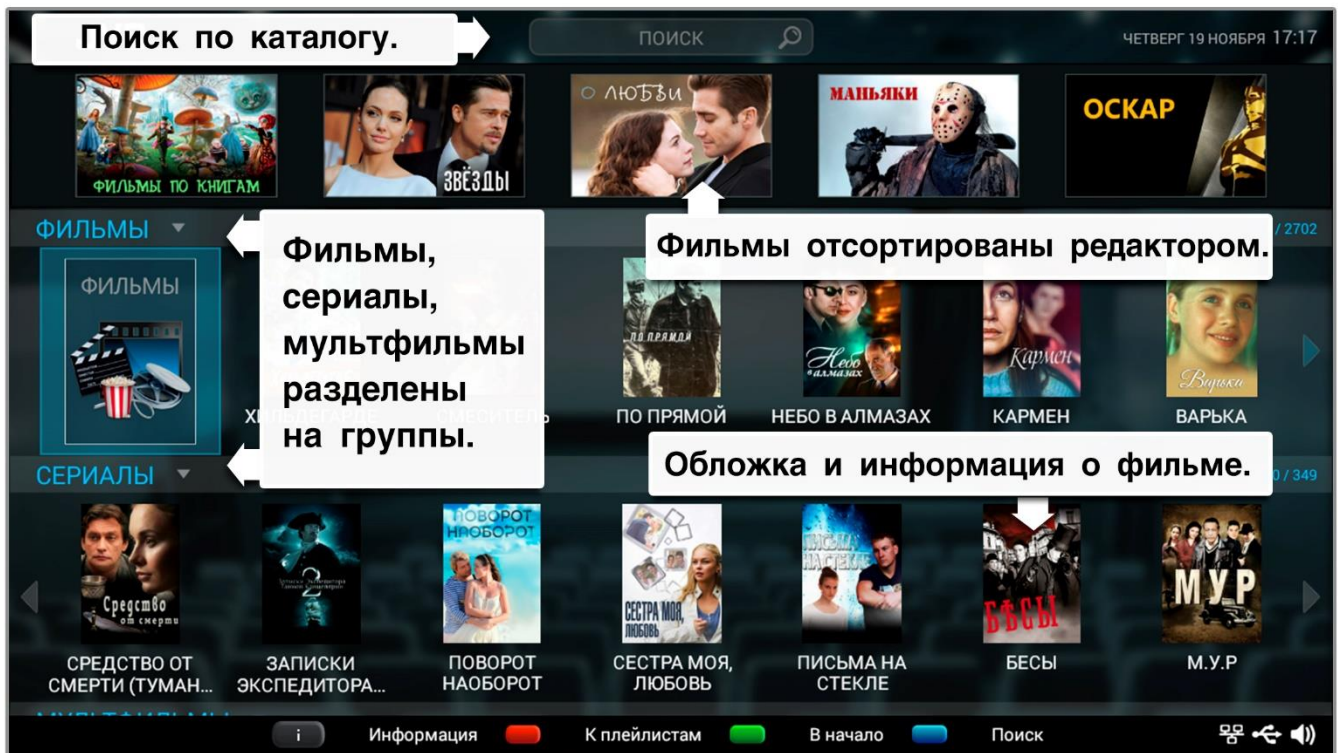 Поиск по каталогу.
ПОИСК
ЧЕТВЕРГ 19 НОЯБРЯ 17:17
ФИЛЬМЫ ПО КНИГАМ
ЗВЁЗДЫ
О ЛЮБВИ
МАНЬЯКИ
ОСКАР
ФИЛЬМЫ
/ 2702
Фильмы,
сериалы,
мультфильмы
разделены
на группы.
Фильмы отсортированы редактором.
ФИЛЬМЫ
ПО ПРЯМОЙ
Небо
в алмазах
Кармен
Варька
ПО ПРЯМОЙ
НЕБО В АЛМАЗАХ
КАРМЕН
ВАРЬКА
Обложка и информация о фильме.
СЕРИАЛЫ
/ 349
Средство
от смерти
2
ПОВОРОТ
НАОБОРОТ
СЕСТРА МОЯ,
ЛЮБОВЬ
ПИСЬМА
НА СТЕКЛЕ
БѢСЫ
МУР
СРЕДСТВО ОТ
СМЕРТИ (ТУМАН...
ЗАПИСКИ
ЭКСПЕДИТОРА...
ПОВОРОТ
НАОБОРОТ
СЕСТРА МОЯ,
ЛЮБОВЬ
ПИСЬМА НА
СТЕКЛЕ
БЕСЫ
М.У.Р
МУЛЬТФИЛЬМЫ
i Информация К плейлистам В начало Поиск